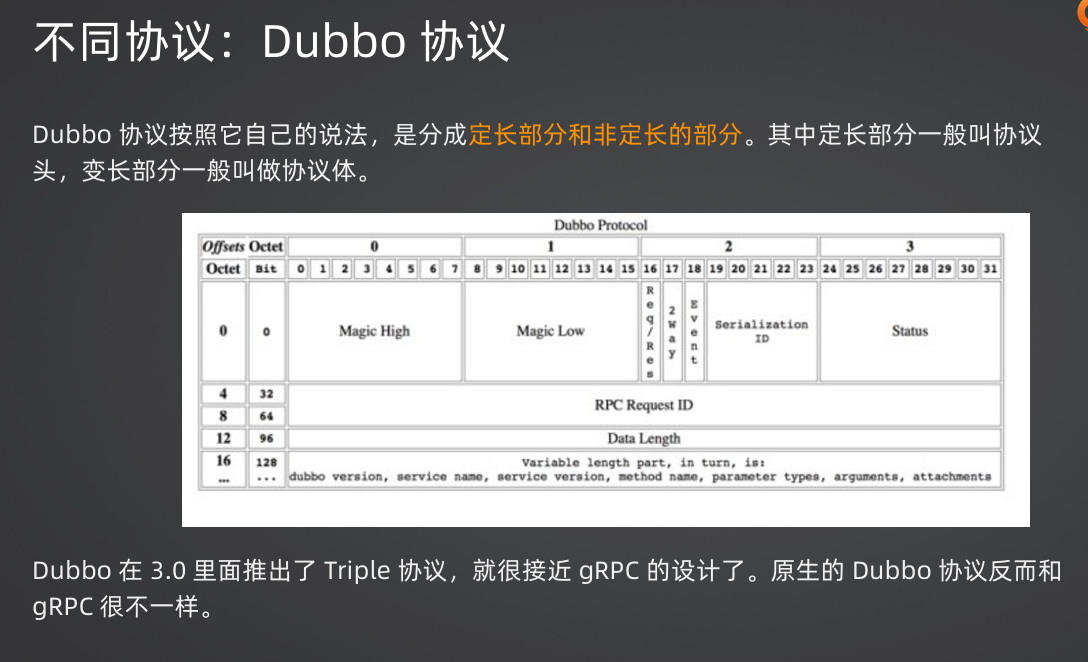 不同协议：Dubbo 协议
Dubbo 协议按照它自己的说法，是分成定长部分和非定长的部分。其中定长部分一般叫协议
头，变长部分一般叫做协议体。
Dubbo Protocol
Offsets Octet 0 1 2 3
Octet Bit 0 1 2 3 4 5 6 7 8 9 10 11 12 13 14 15 16 17 18 19 20 21 22 23 24 25 26 27 28 29 30 31
0 0 Magic High Magic Low Req/Res 2Way Event Serialization ID Status
4 32 RPC Request ID
8 64
12 96 Data Length
16 128 Variable length part, in turn, is:
... ... dubbo version, service name, service version, method name, parameter types, arguments, attachments
Dubbo 在 3.0 里面推出了 Triple 协议，就很接近 gRPC 的设计了。原生的 Dubbo 协议反而和
gRPC 很不一样。